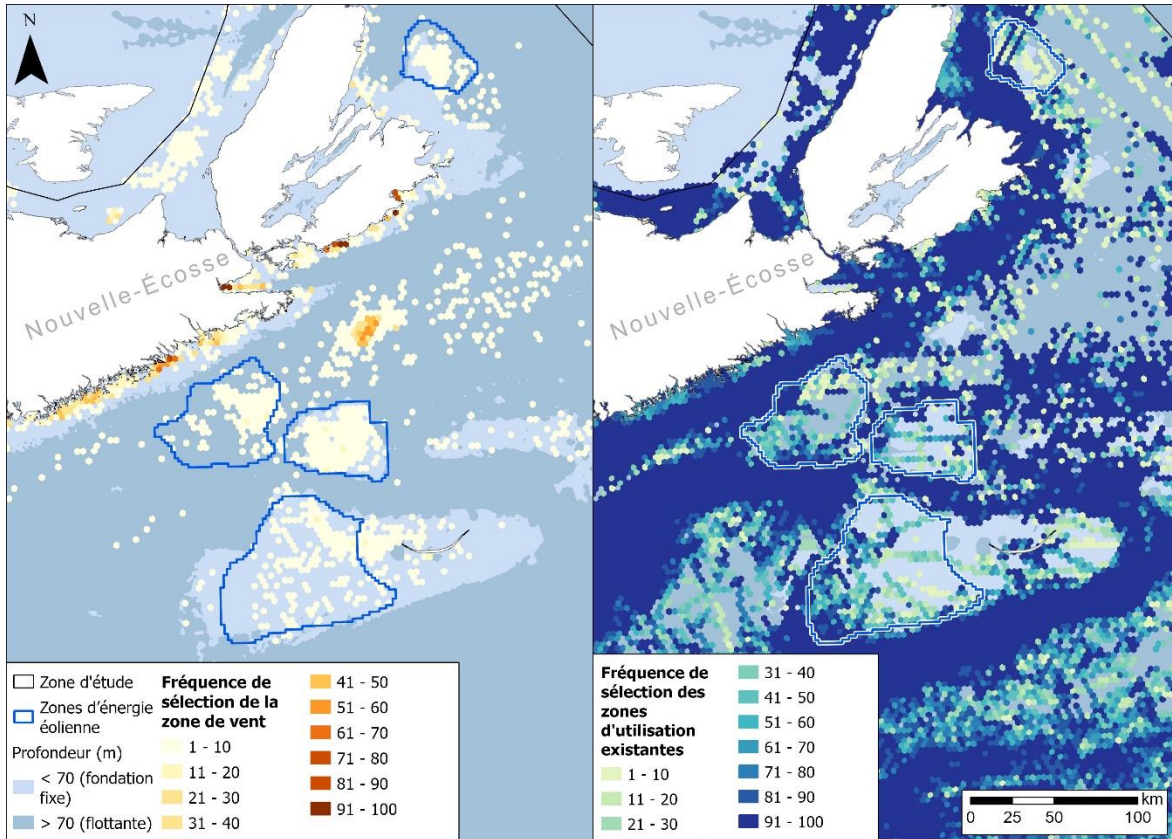 N
Nouvelle-Écosse
Zone d'étude
Zones d'énergie
éolienne
Profondeur (m)
< 70 (fondation
fixe)
> 70 (flottante)
Fréquence de
sélection de la
zone de vent
1 - 10
11 - 20
21 - 30
31 - 40
41 - 50
51 - 60
61 - 70
71 - 80
81 - 90
91 - 100
Nouvelle-Écosse
Fréquence de
sélection des
zones
d'utilisation
existantes
1 - 10
11 - 20
21 - 30
31 - 40
41 - 50
51 - 60
61 - 70
71 - 80
81 - 90
91 - 100
km
0 25 50 100